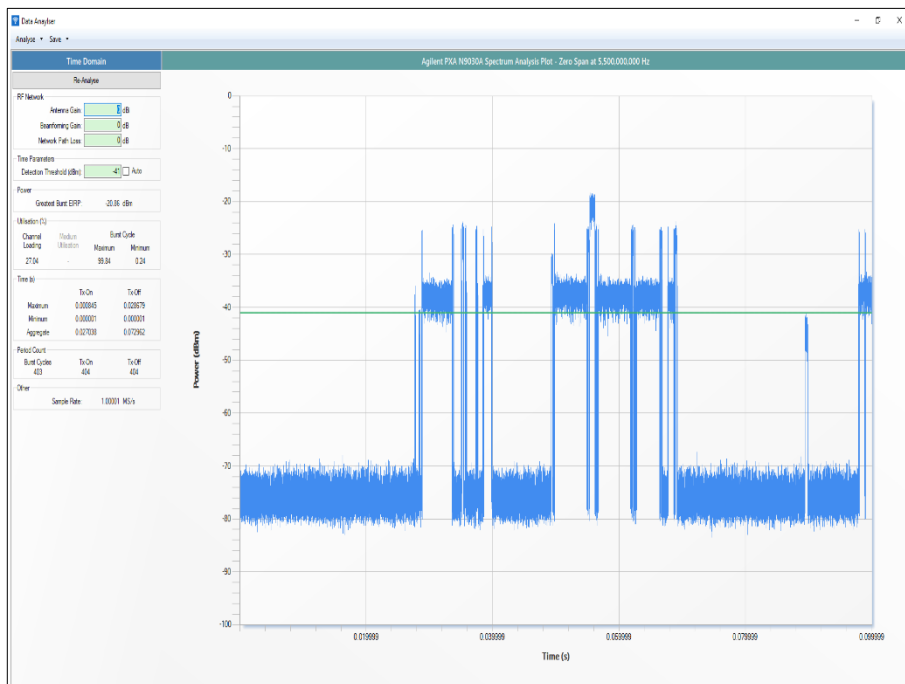 Data Anaylser
Analyse Save
Time Domain
Agilent PXA N9030A Spectrum Analysis Plot - Zero Span at 5,500,000,000 Hz
Re-Analyse
RF Network
Antenna Gain: dBi
Beamforming Gain: 0 dB
Network Path Loss: 0 dB
Time Parameters
Detection Threshold (dBm): -41 Auto
Power
Greatest Burst EIRP: -20.86 dBm
Utilisation (%)
Channel Loading
Medium Utilisation
Burst Cycle
Maximum Minimum
27.04 - 99.84 0.24
Time (s)
Tx-On Tx-Off
Maximum 0.000845 0.020679
Minimum 0.000001 0.000001
Aggregate 0.027038 0.072962
Period Count
Burst Cycles Tx-On Tx-Off
403 404 404
Other
Sample Rate: 1.00001 MS/s
Power (dBm)
0
-10
-20
-30
-40
-50
-60
-70
-80
-90
-100
0.019999 0.039999 0.059999 0.079999 0.099999
Time (s)